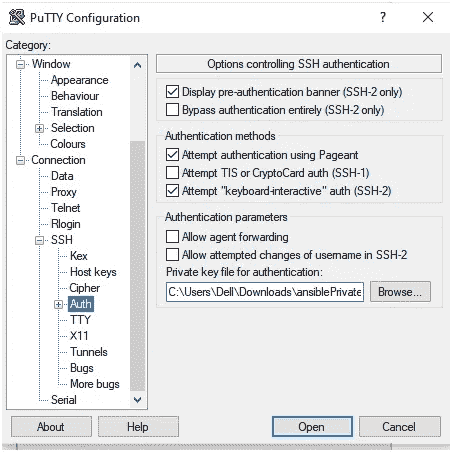 PuTTY Configuration
?
Category:
Window
Appearance
Behaviour
Translation
Selection
Colours
Connection
Data
Proxy
Telnet
Rlogin
SSH
Kex
Host keys
Cipher
Auth
TTY
X11
Tunnels
Bugs
More bugs
Serial
Options controlling SSH authentication
Display pre-authentication banner (SSH-2 only)
Bypass authentication entirely (SSH-2 only)
Authentication methods
Attempt authentication using Pageant
Attempt TIS or CryptoCard auth (SSH-1)
Attempt "keyboard-interactive" auth (SSH-2)
Authentication parameters
Allow agent forwarding
Allow attempted changes of username in SSH-2
Private key file for authentication:
C:\Users\Dell\Downloads\ansiblePrivate Browse...
About Help Open Cancel